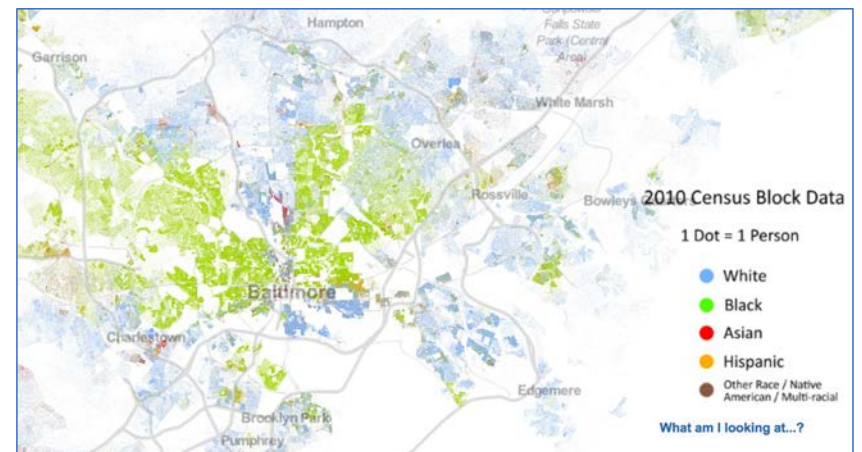 Hampton
Falls State
Park (Central
Area)
Garrison
White Marsh
Overlea
Rossville
Bowleys
2010 Census Block Data
1 Dot = 1 Person
White
Baltimore
Black
Charlestown
Asian
Hispanic
Edgemere
Other Race / Native
American / Multi-racial
Brooklyn Park
What am I looking at...?
Pumphrey